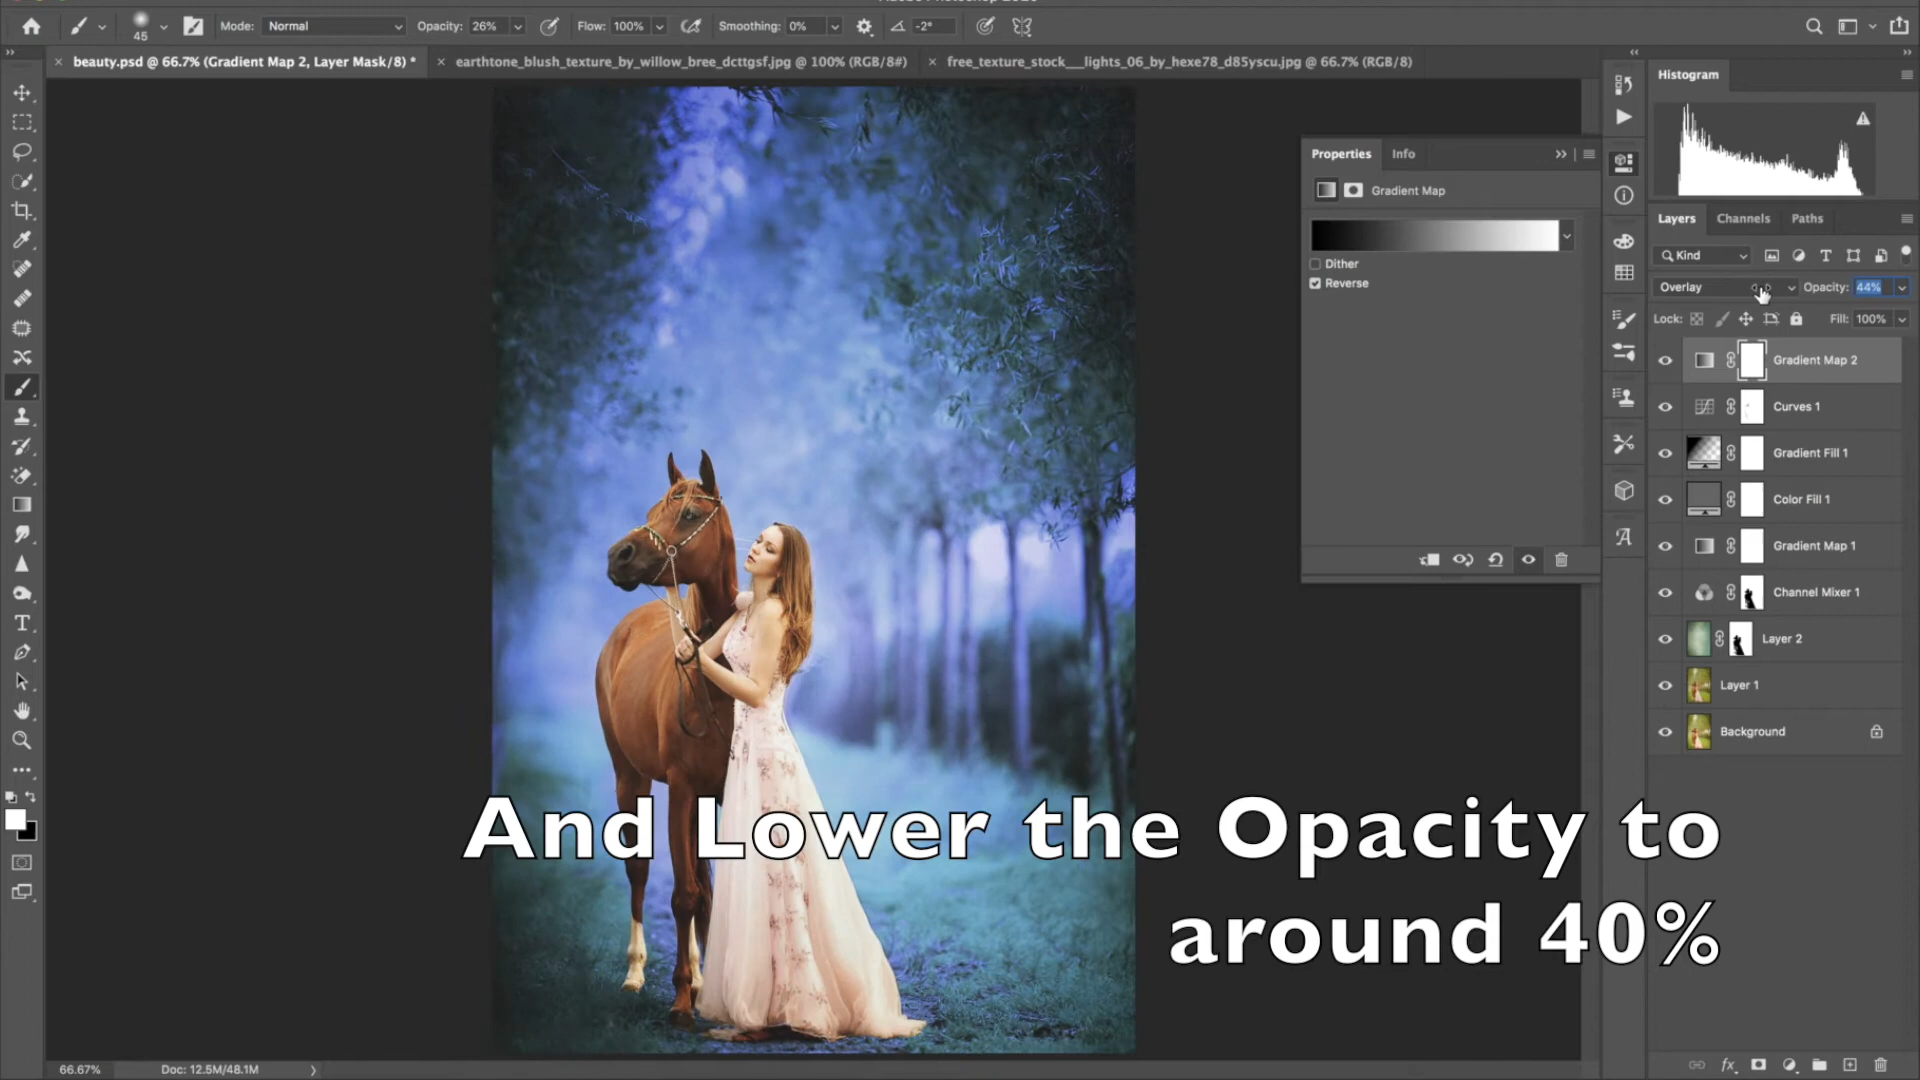 45
Mode: Normal
Opacity: 26%
Flow: 100%
Smoothing: 0%
-2°
beauty.psd @ 66.7% (Gradient Map 2, Layer Mask/8) *
earthtone_blush_texture_by_willow_bree_dcttgsf.jpg @ 100% (RGB/8#)
free_texture_stock___lights_06_by_hexe78_d85yscu.jpg @ 66.7% (RGB/8)
Histogram
Properties
Info
Gradient Map
Dither
Reverse
Layers
Channels
Paths
Kind
Overlay
Opacity: 44%
Lock:
Fill: 100%
Gradient Map 2
Curves 1
Gradient Fill 1
Color Fill 1
Gradient Map 1
Channel Mixer 1
Layer 2
Layer 1
Background
And Lower the Opacity to
around 40%
66.67%
Doc: 12.5M/48.1M